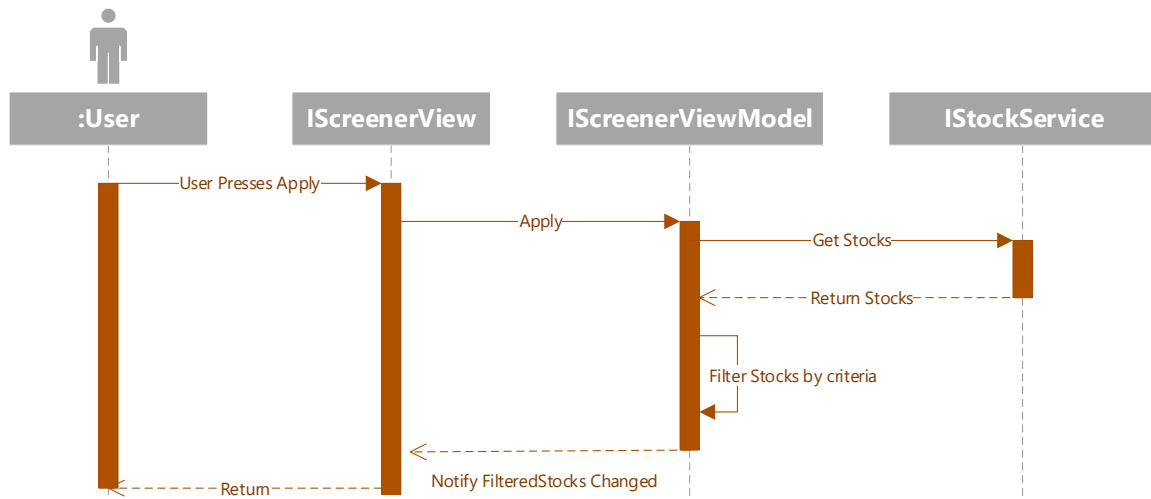 :User
IScreenerView
IScreenerViewModel
IStockService
User Presses Apply
Apply
Get Stocks
Return Stocks
Filter Stocks by criteria
Notify FilteredStocks Changed
Return